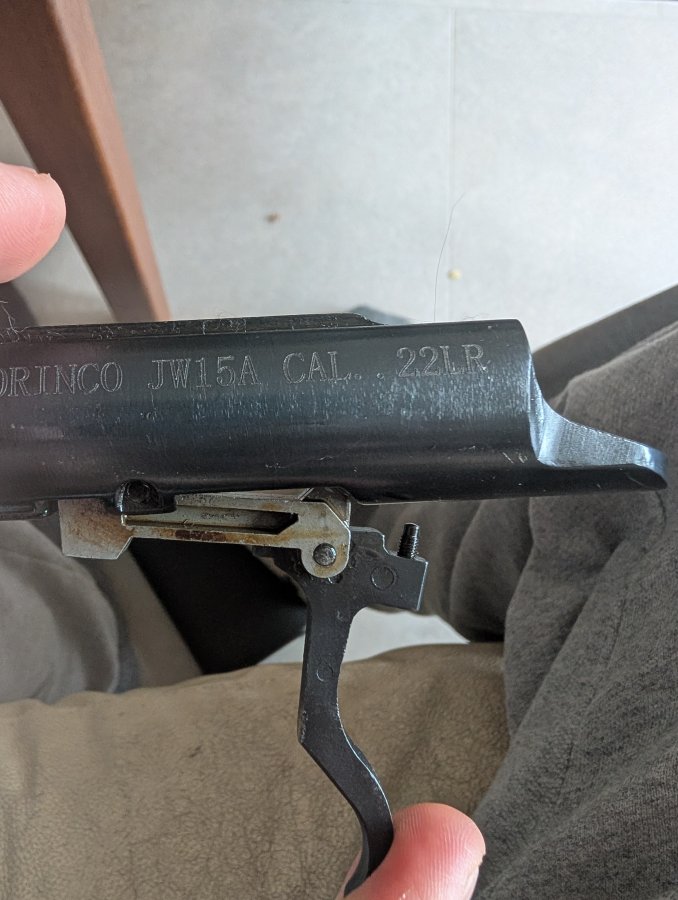 ORINCO JW15A CAL. .22LR